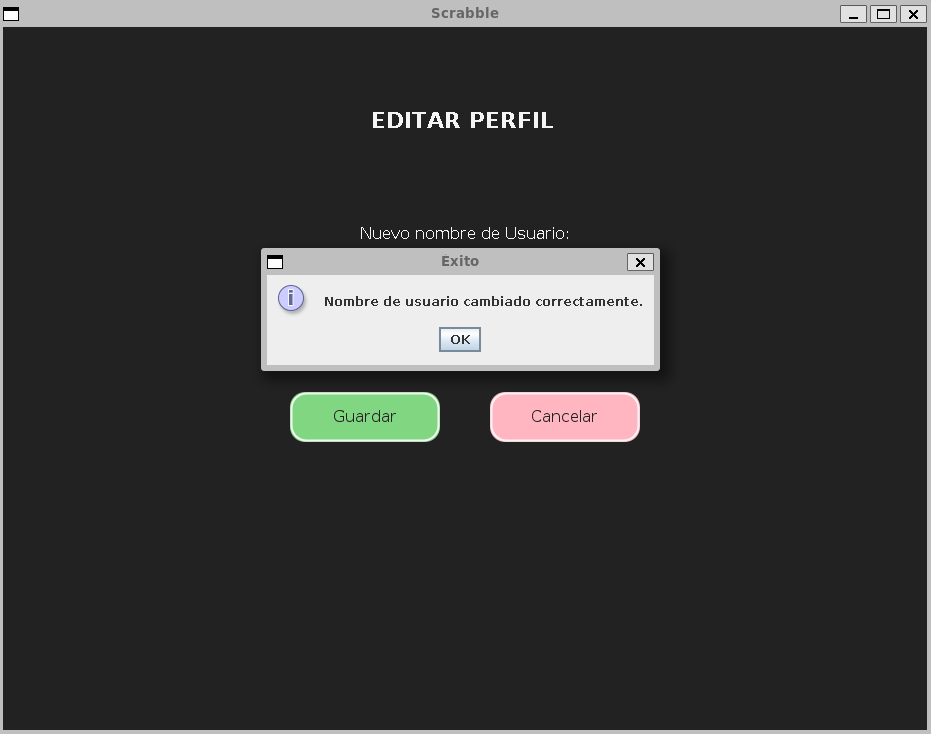 Scrabble
EDITAR PERFIL
Nuevo nombre de Usuario:
Exito
i
Nombre de usuario cambiado correctamente.
OK
Guardar
Cancelar